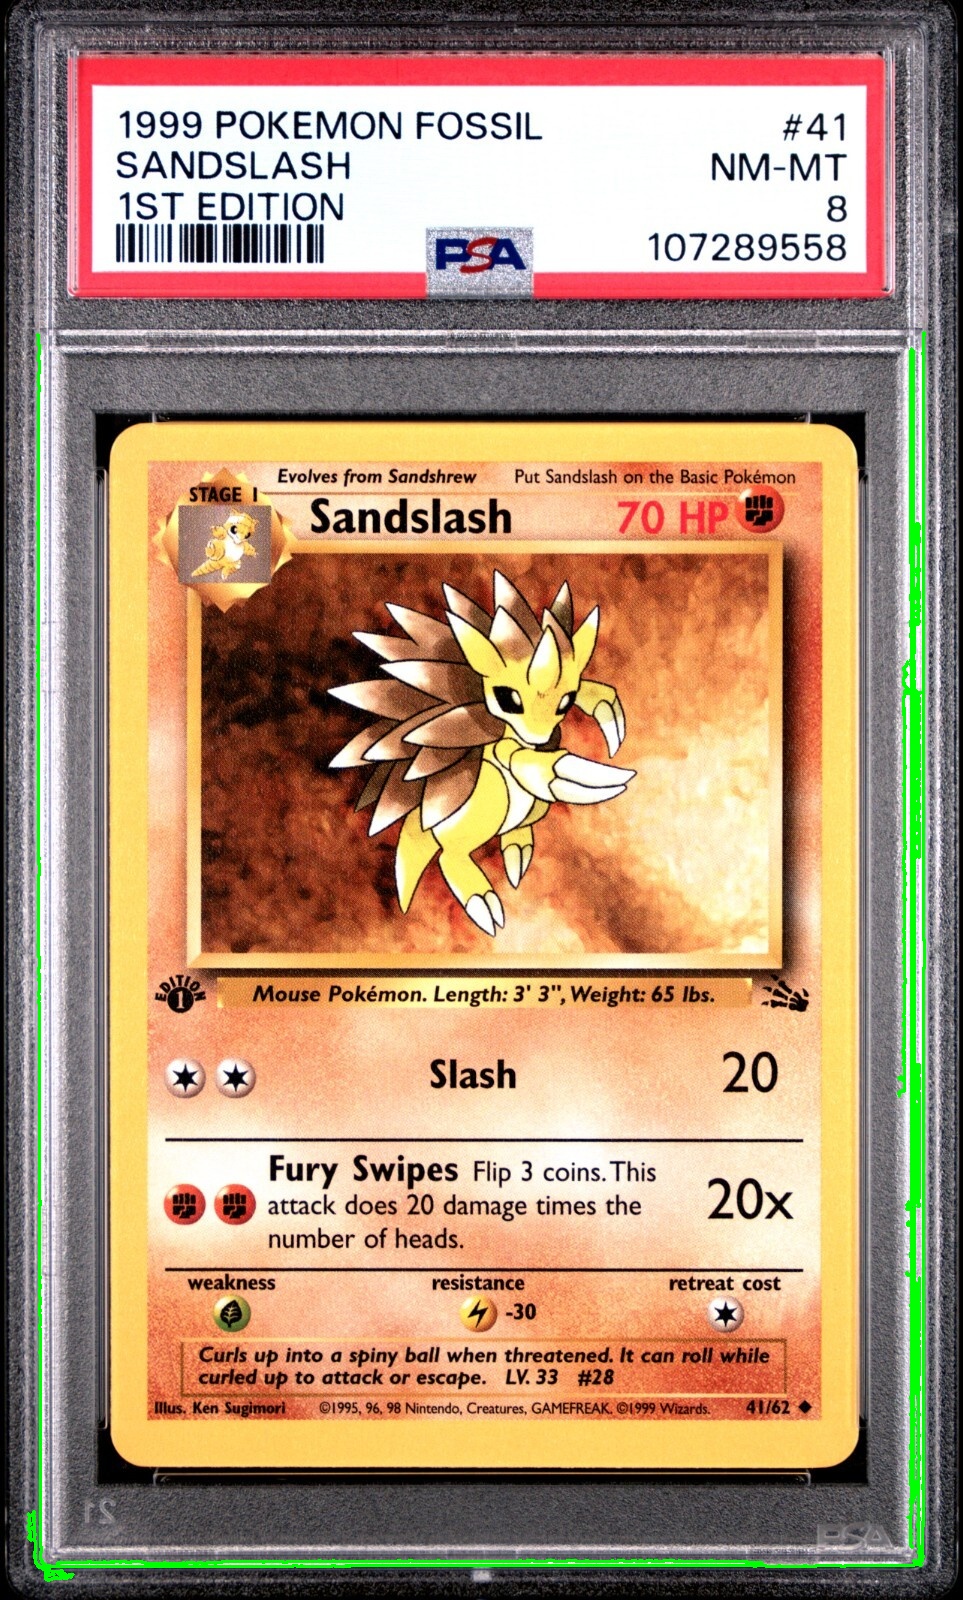 1999 POKEMON FOSSIL #41
SANDSLASH NM-MT
1ST EDITION 8
PSA 107289558
Evolves from Sandshrew Put Sandslash on the Basic Pokémon
STAGE 1 Sandslash 70 HP
EDITION 1
Mouse Pokémon. Length: 3' 3", Weight: 65 lbs.
Slash 20
Fury Swipes Flip 3 coins. This
attack does 20 damage times the
number of heads. 20x
weakness resistance retreat cost
-30
Curls up into a spiny ball when threatened. It can roll while
curled up to attack or escape. LV. 33 #28
Illus. Ken Sugimori ©1995, 96, 98 Nintendo, Creatures, GAMEFREAK. ©1999 Wizards. 41/62
21
PSA